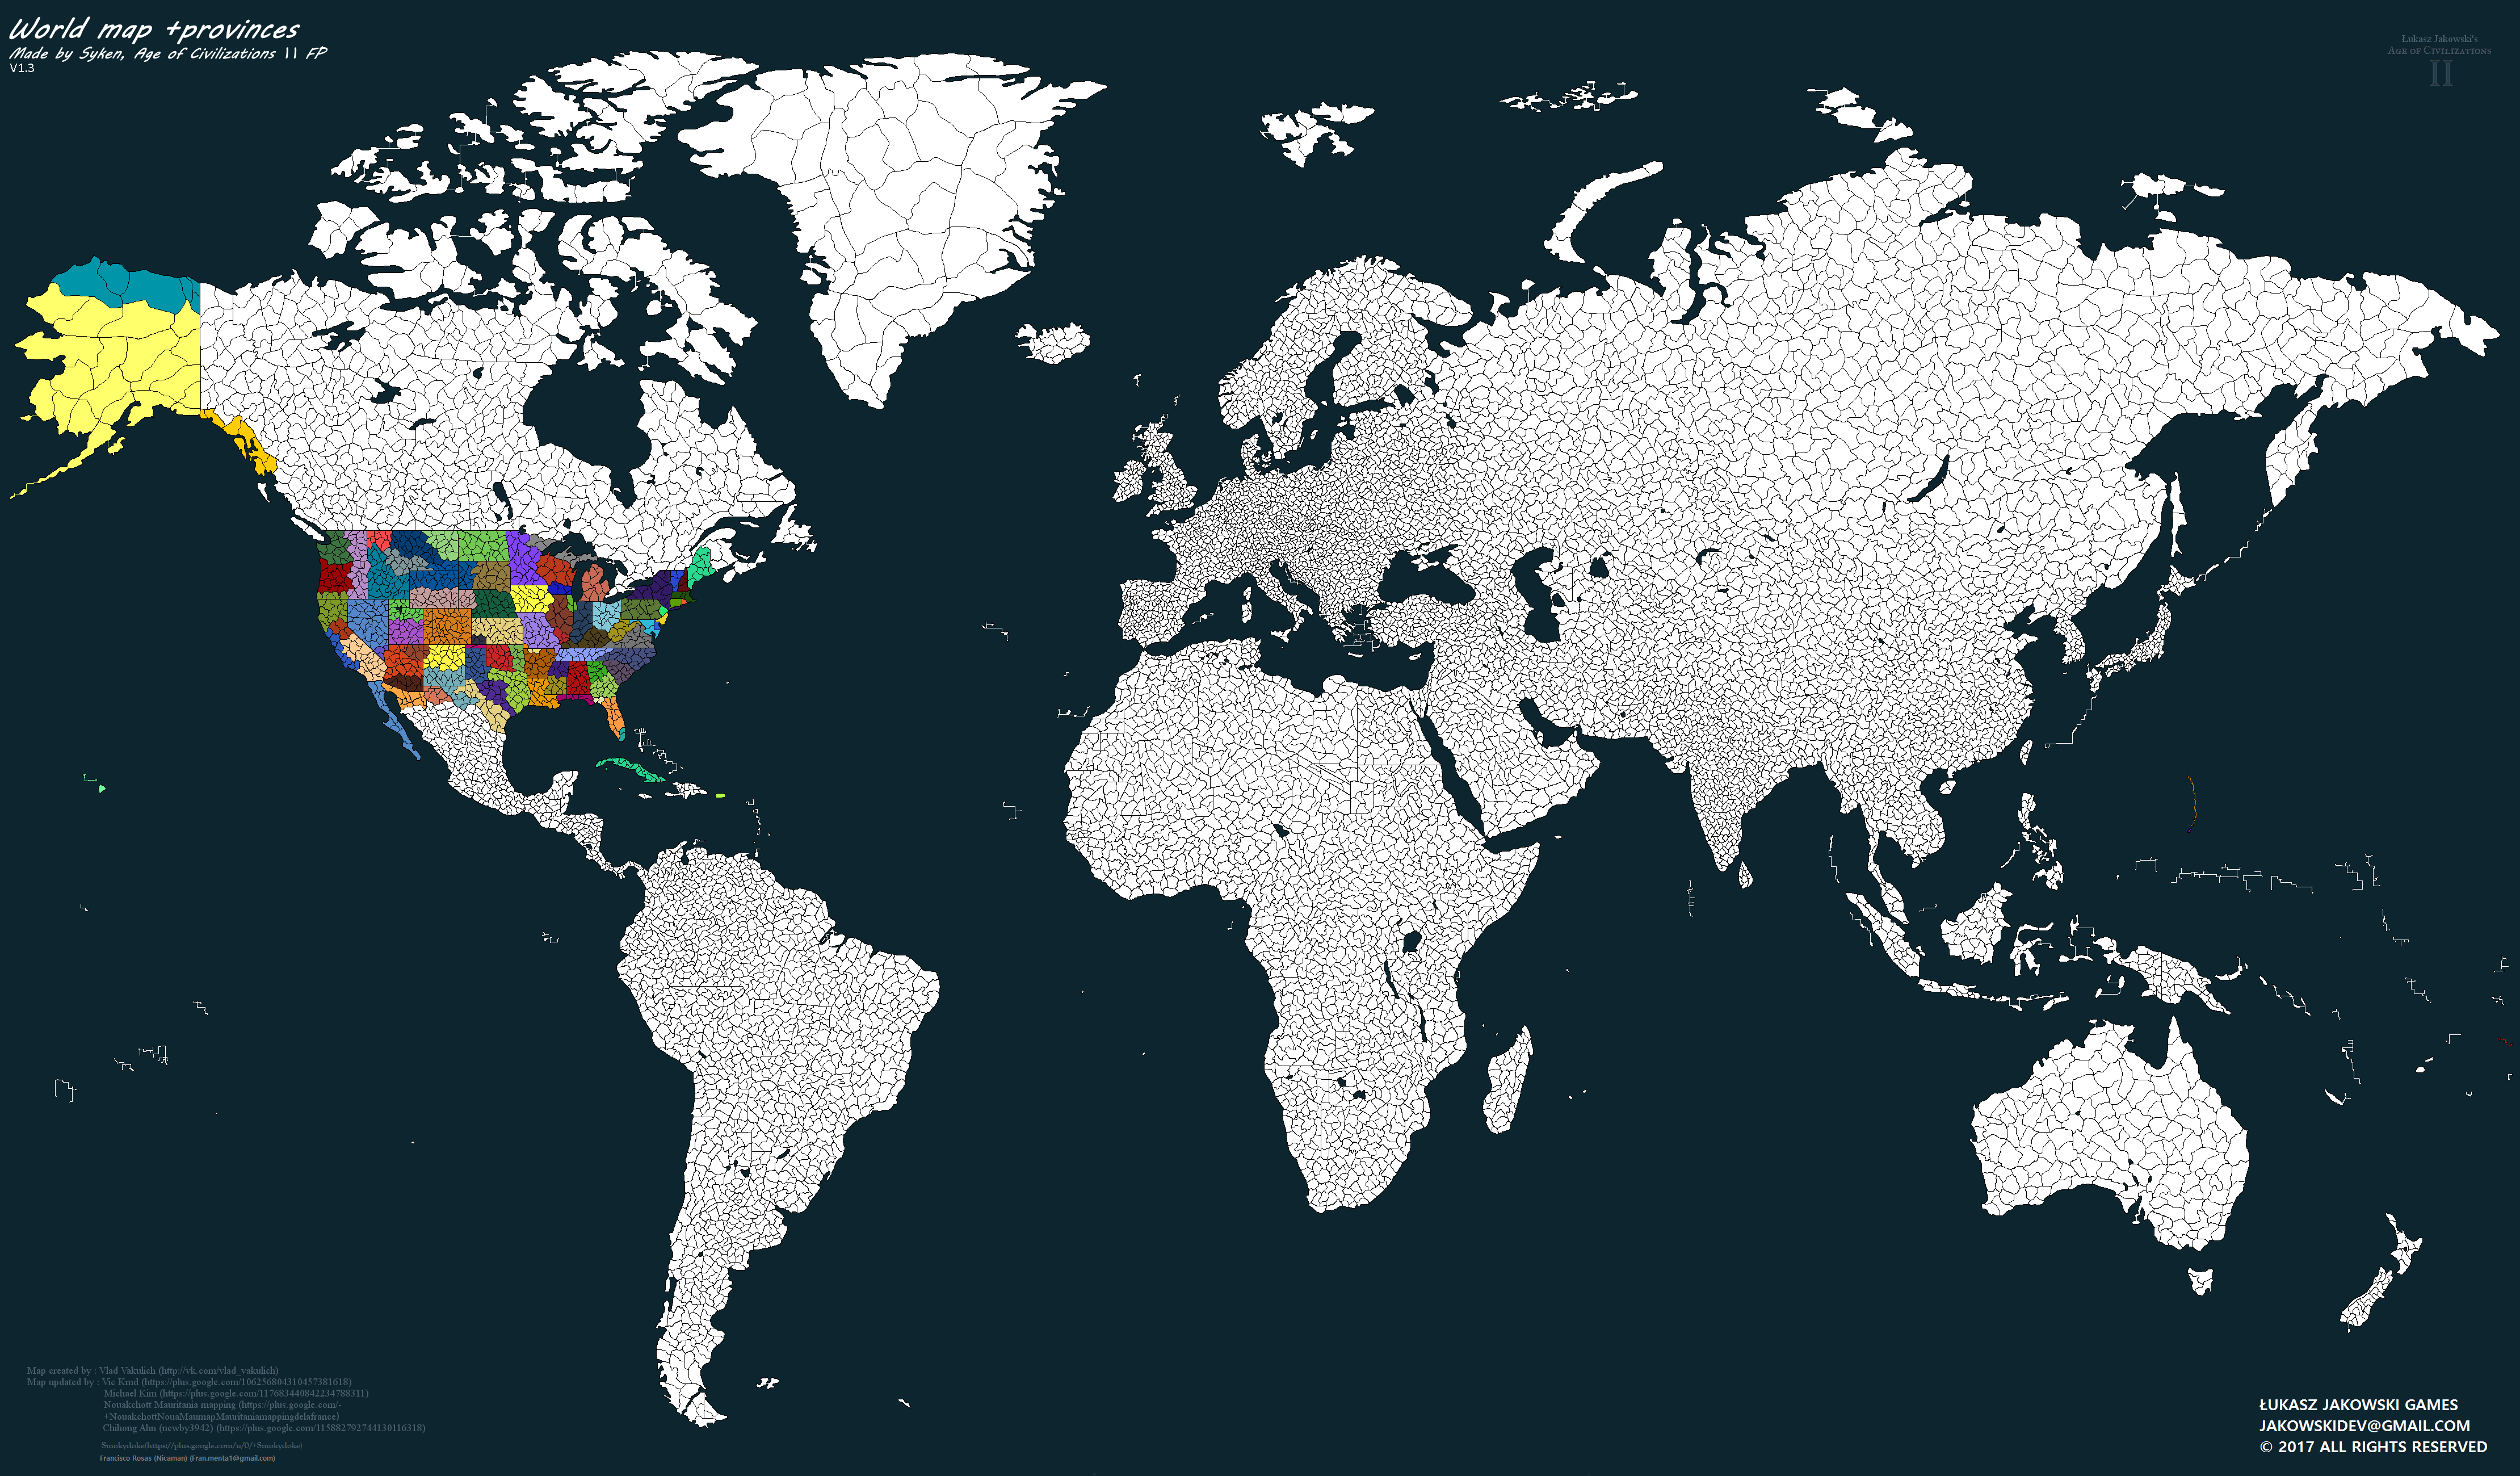 World map +provinces
Made by Syken, Age of Civilizations II FP
V1.3
Łukasz Jakowski's
Age of Civilizations
II
Map created by : Vlad Vakulich (http://vk.com/vlad_vakulich)
Map updated by : Vic Kmd (https://plus.google.com/106256804310457381618)
Michael Kim (https://plus.google.com/117683440842234788311)
Nouakchott Mauritania mapping (https://plus.google.com/-
+NouakchottNouaMaumapMauritaniamappingdelafrance)
Chihong Ahn (newby3942) (https://plus.google.com/115882792744130116318)
Smokydoke(https://plus.google.com/u/0/+Smokydoke)
Francisco Rosas (Nicaman) (Fran.menta1@gmail.com)
ŁUKASZ JAKOWSKI GAMES
JAKOWSKIDEV@GMAIL.COM
© 2017 ALL RIGHTS RESERVED